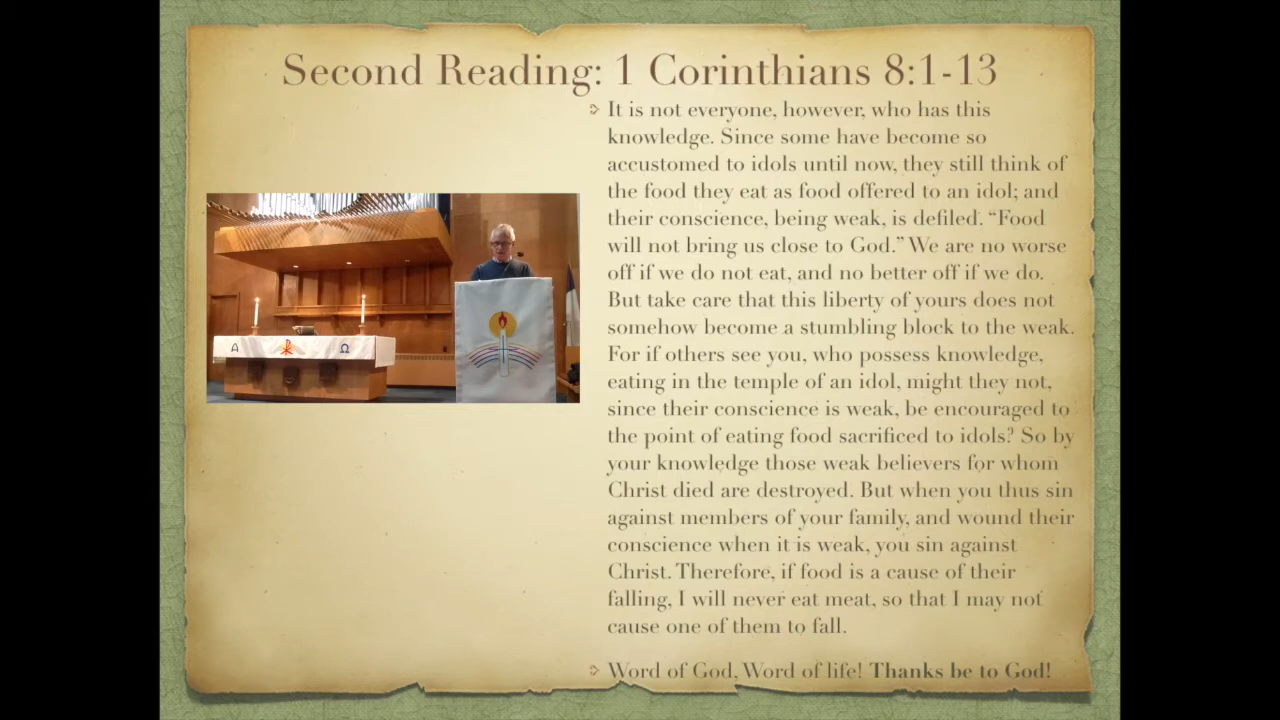 Second Reading: 1 Corinthians 8:1-13
It is not everyone, however, who has this
knowledge. Since some have become so
accustomed to idols until now, they still think of
the food they eat as food offered to an idol; and
their conscience, being weak, is defiled. “Food
will not bring us close to God.” We are no worse
off if we do not eat, and no better off if we do.
But take care that this liberty of yours does not
somehow become a stumbling block to the weak.
For if others see you, who possess knowledge,
eating in the temple of an idol, might they not,
since their conscience is weak, be encouraged to
the point of eating food sacrificed to idols? So by
your knowledge those weak believers for whom
Christ died are destroyed. But when you thus sin
against members of your family, and wound their
conscience when it is weak, you sin against
Christ. Therefore, if food is a cause of their
falling, I will never eat meat, so that I may not
cause one of them to fall.
Word of God, Word of life! Thanks be to God!
Α Ω